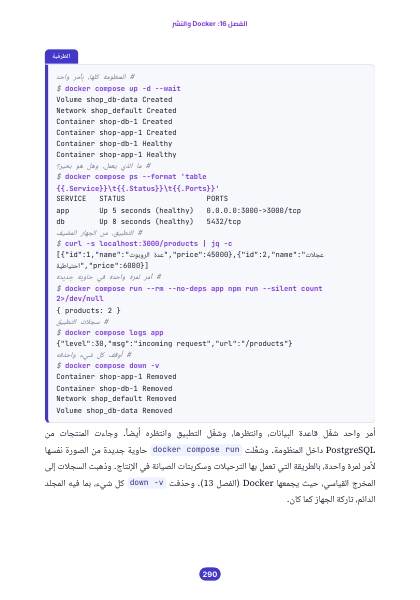 الفصل 16: Docker والنشر
الطرفية
# المنظومة كلها، بأمر واحد
$ docker compose up -d --wait
Volume shop_db-data Created
Network shop_default Created
Container shop-db-1 Created
Container shop-app-1 Created
Container shop-db-1 Healthy
Container shop-app-1 Healthy
# ما الذي يعمل، وهل هو بخير؟
$ docker compose ps --format 'table
{{.Service}}\t{{.Status}}\t{{.Ports}}'
SERVICE STATUS PORTS
app Up 5 seconds (healthy) 0.0.0.0:3000->3000/tcp
db Up 8 seconds (healthy) 5432/tcp
# التطبيق، من الجهاز المضيف
$ curl -s localhost:3000/products | jq -c
[{"id":1,"name":"عدة الروبوت","price":45000},{"id":2,"name":"عجلات
احتياطية","price":6000}]
# أمر لمرة واحدة في حاوية جديدة
$ docker compose run --rm --no-deps app npm run --silent count
2>/dev/null
{ products: 2 }
# سجلات التطبيق
$ docker compose logs app
{"level":30,"msg":"incoming request","url":"/products"}
# أوقف كل شيء واحذفه
$ docker compose down -v
Container shop-app-1 Removed
Container shop-db-1 Removed
Network shop_default Removed
Volume shop_db-data Removed
أمر واحد شغّل قاعدة البيانات، وانتظرها، وشغّل التطبيق وانتظره أيضاً. وجاءت المنتجات من
PostgreSQL داخل المنظومة. وشغّلت docker compose run حاوية جديدة من الصورة نفسها
لأمر لمرة واحدة، بالطريقة التي تعمل بها الترحيلات وسكربتات الصيانة في الإنتاج. وذهبت السجلات إلى
المخرج القياسي، حيث يجمعها Docker (الفصل 13). وحذفت down -v كل شيء، بما فيه المجلد
الدائم، تاركة الجهاز كما كان.
290